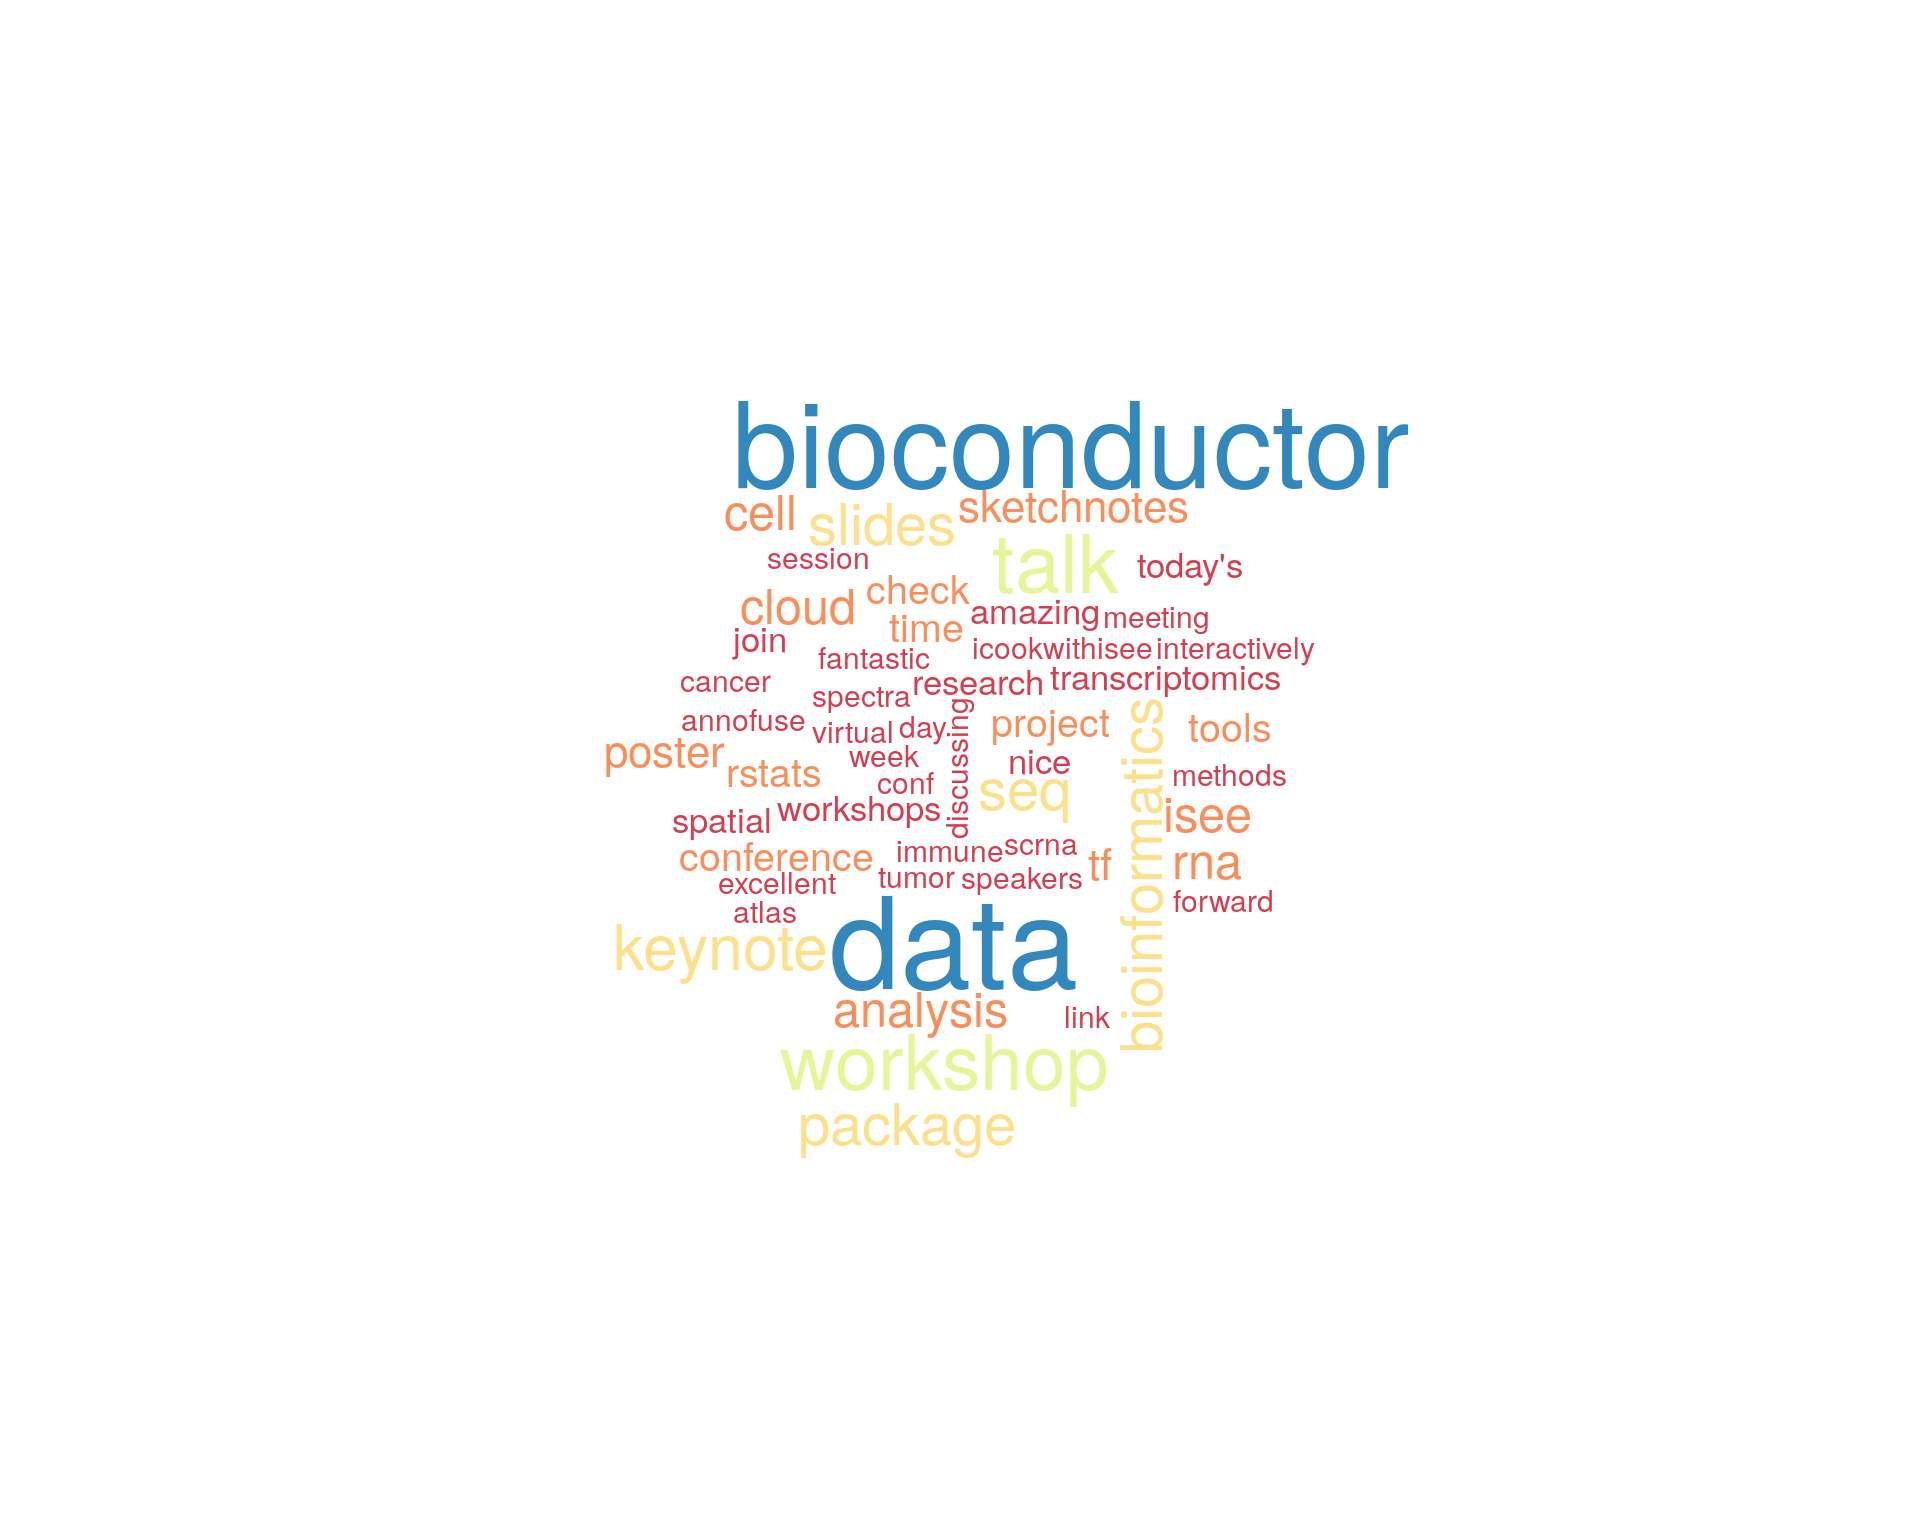 bioconductor
cell slides sketchnotes
session talk today's
cloud check
join time amazing meeting
fantastic icookwithisee interactively
cancer spectra research transcriptomics
annofuse virtual day discussing project tools
poster rstats week nice bioinformatics methods
conf seq
spatial workshops isee
conference immune scrna tf rna
excellent tumor speakers forward
atlas
keynote data
analysis link
workshop
package